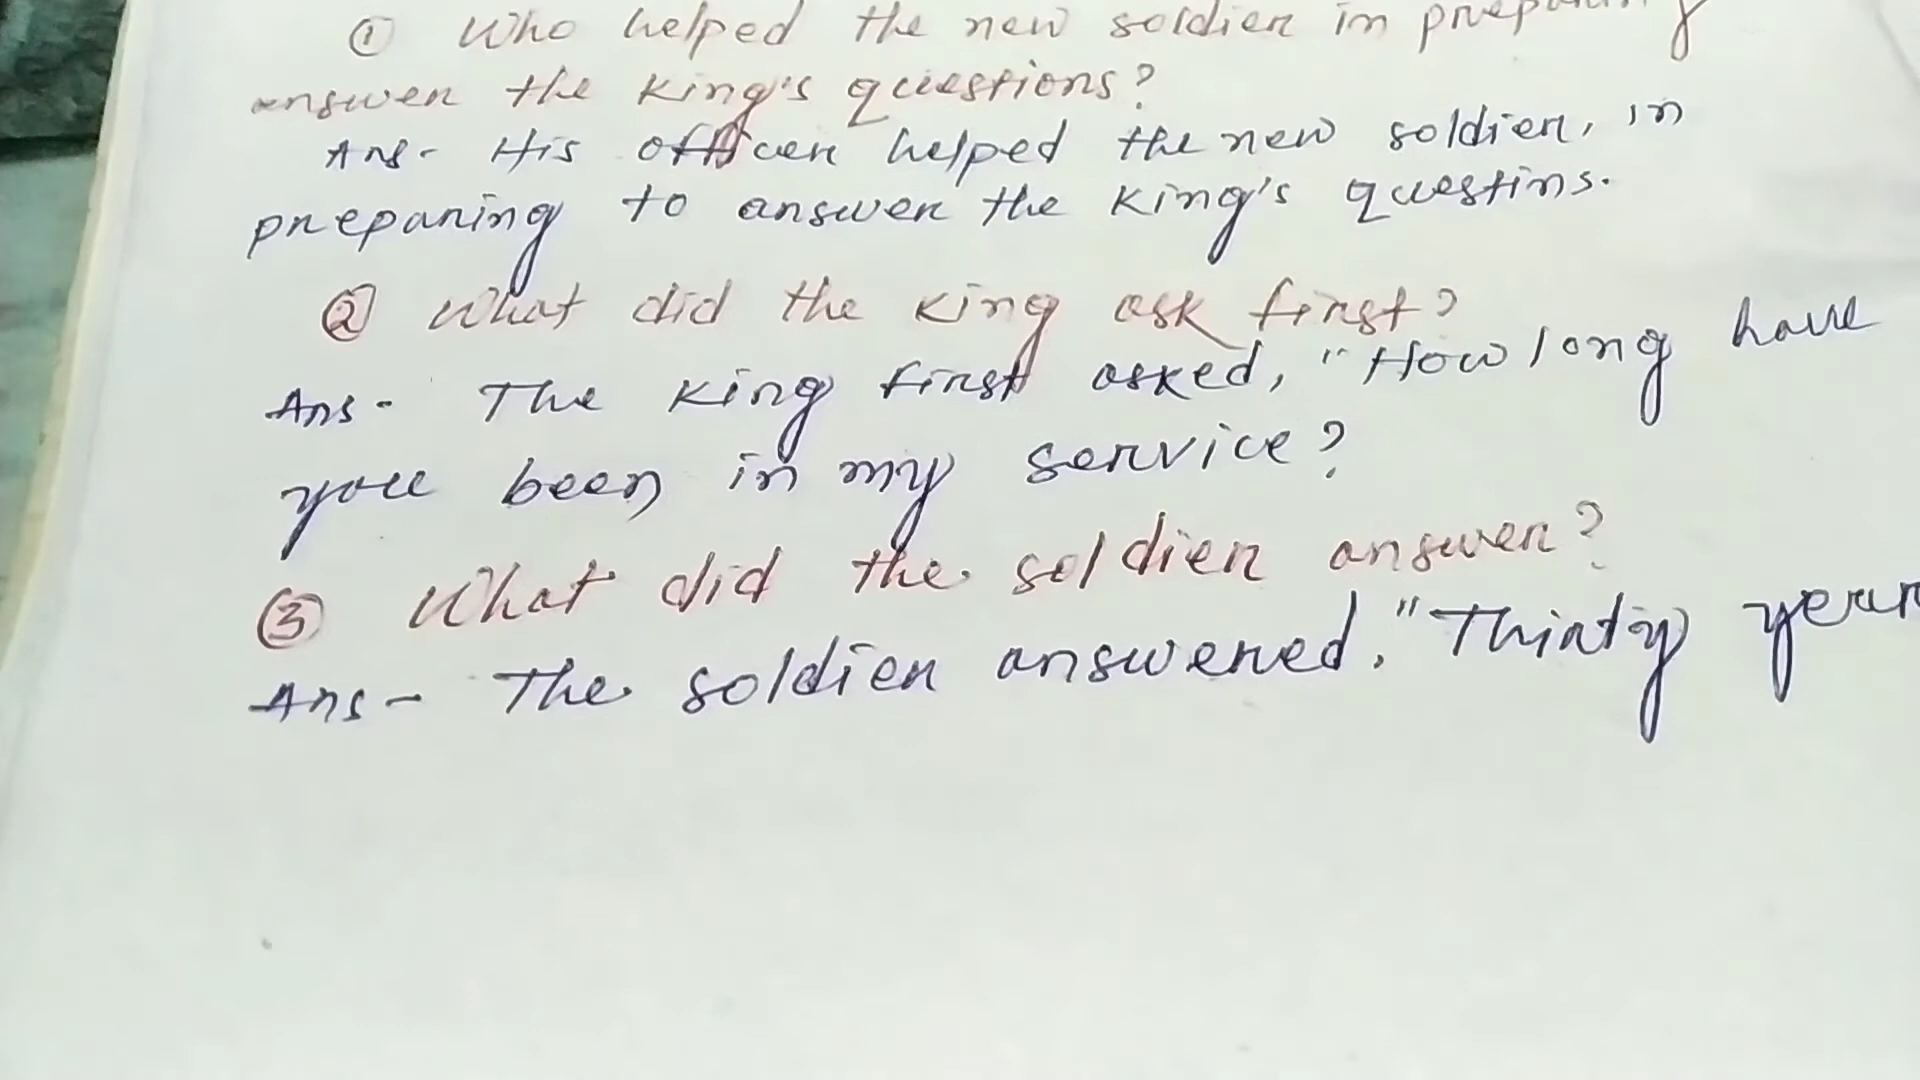 ① Who helped the new soldier in preparing
answer the King's questions?
Ans- His officer helped the new soldier, in
preparing to answer the King's questins.
② What did the King ask first?
Ans- The King first asked, "How long have
you been in my service?
③ What did the soldier answer?
Ans- The soldier answered, "Thirty year